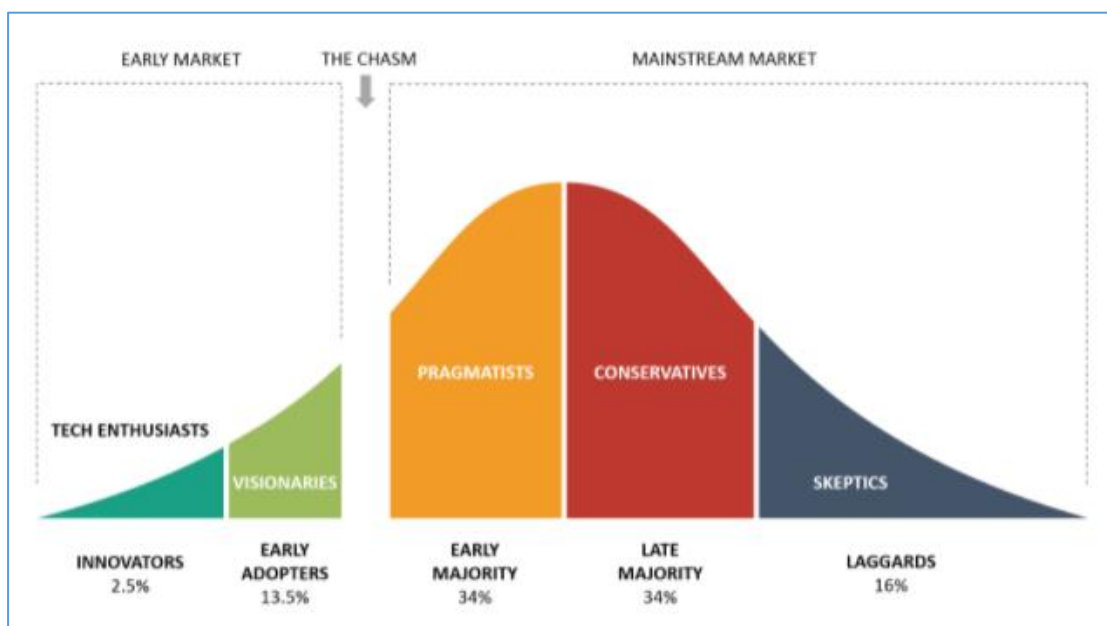 EARLY MARKET
THE CHASM
MAINSTREAM MARKET
PRAGMATISTS
CONSERVATIVES
TECH ENTHUSIASTS
VISIONARIES
SKEPTICS
INNOVATORS
2.5%
EARLY
ADOPTERS
13.5%
EARLY
MAJORITY
34%
LATE
MAJORITY
34%
LAGGARDS
16%